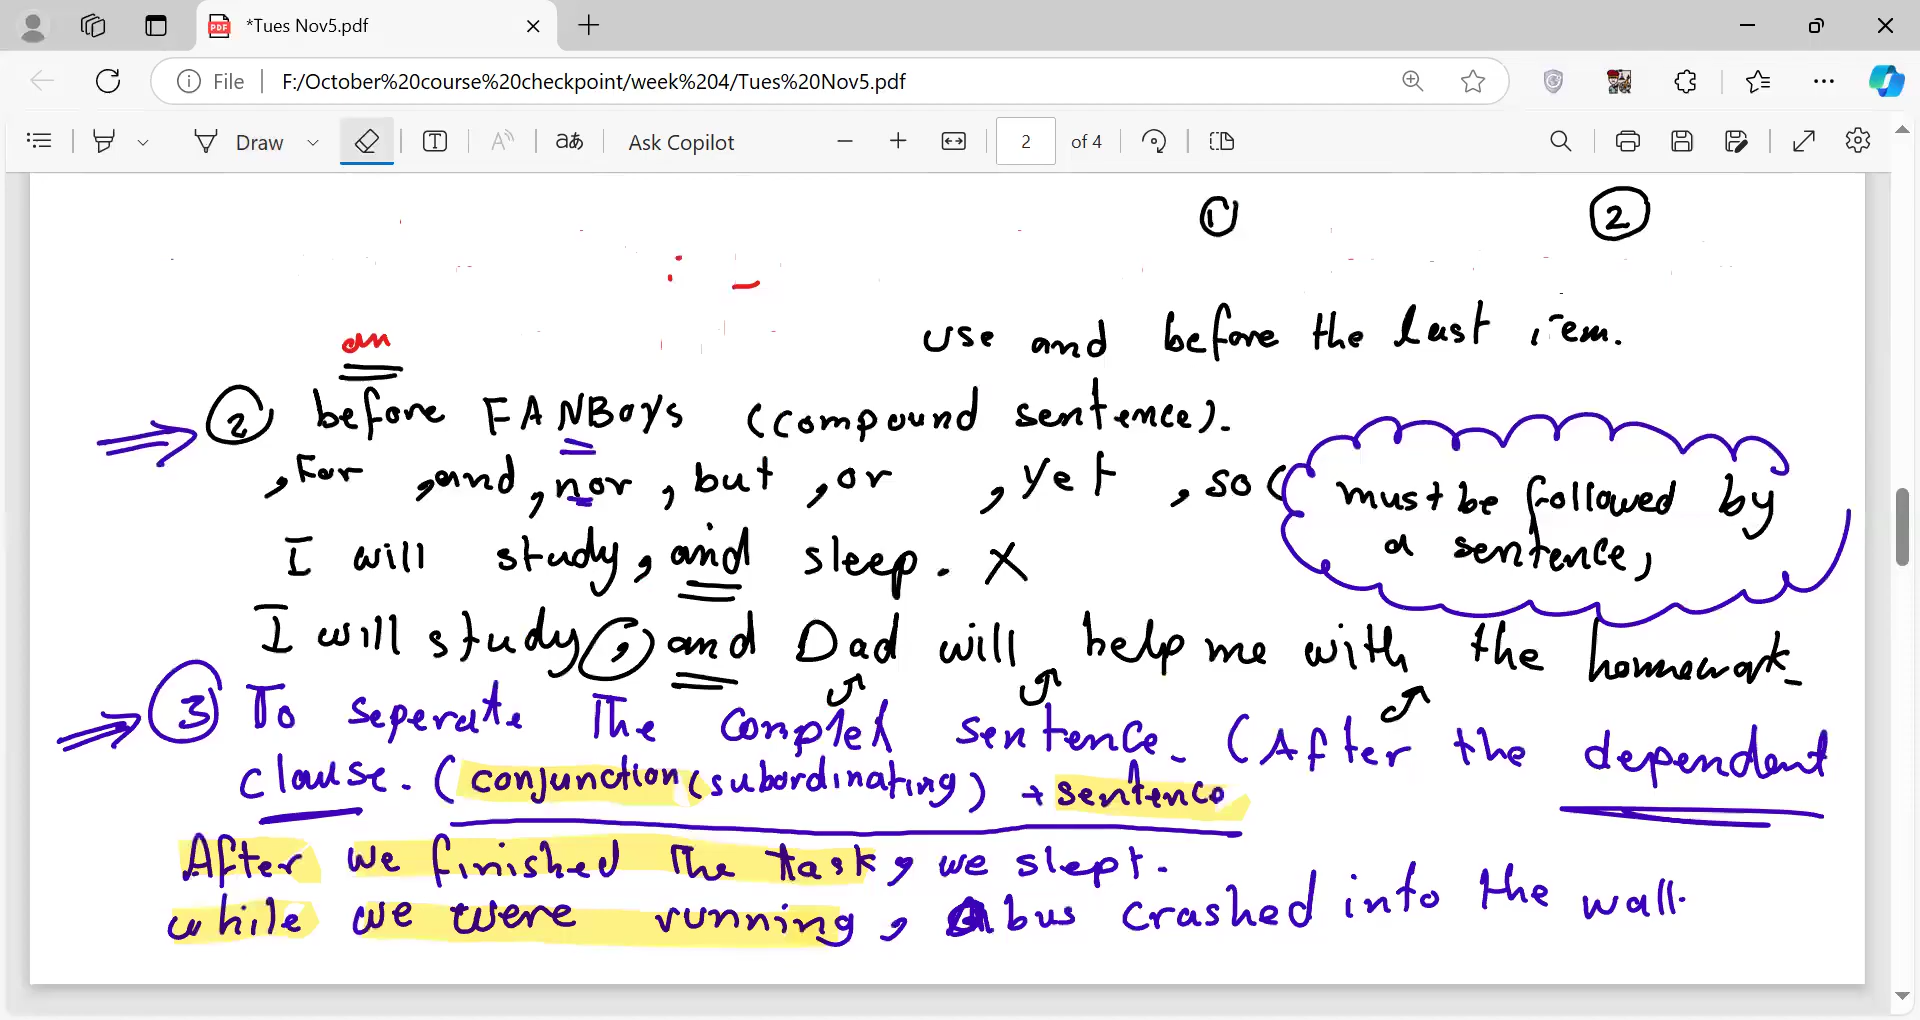 *Tues Nov5.pdf
File F:/October%20course%20checkpoint/week%204/Tues%20Nov5.pdf
Draw aあ Ask Copilot 2 of 4
1 2
use and before the last item.
an
2 before FANBoys (compound sentence).
,For ,and, nor, but, or , yet , so ( must be followed by
a sentence,
I will study, and sleep. X
I will study, and Dad will help me with the homework
3 To seperate The complet sentence. (After the dependent
clause. (conjunction (subordinating) + sentence
After we finished The task, we slept.
while we were running, A bus crashed into the wall.